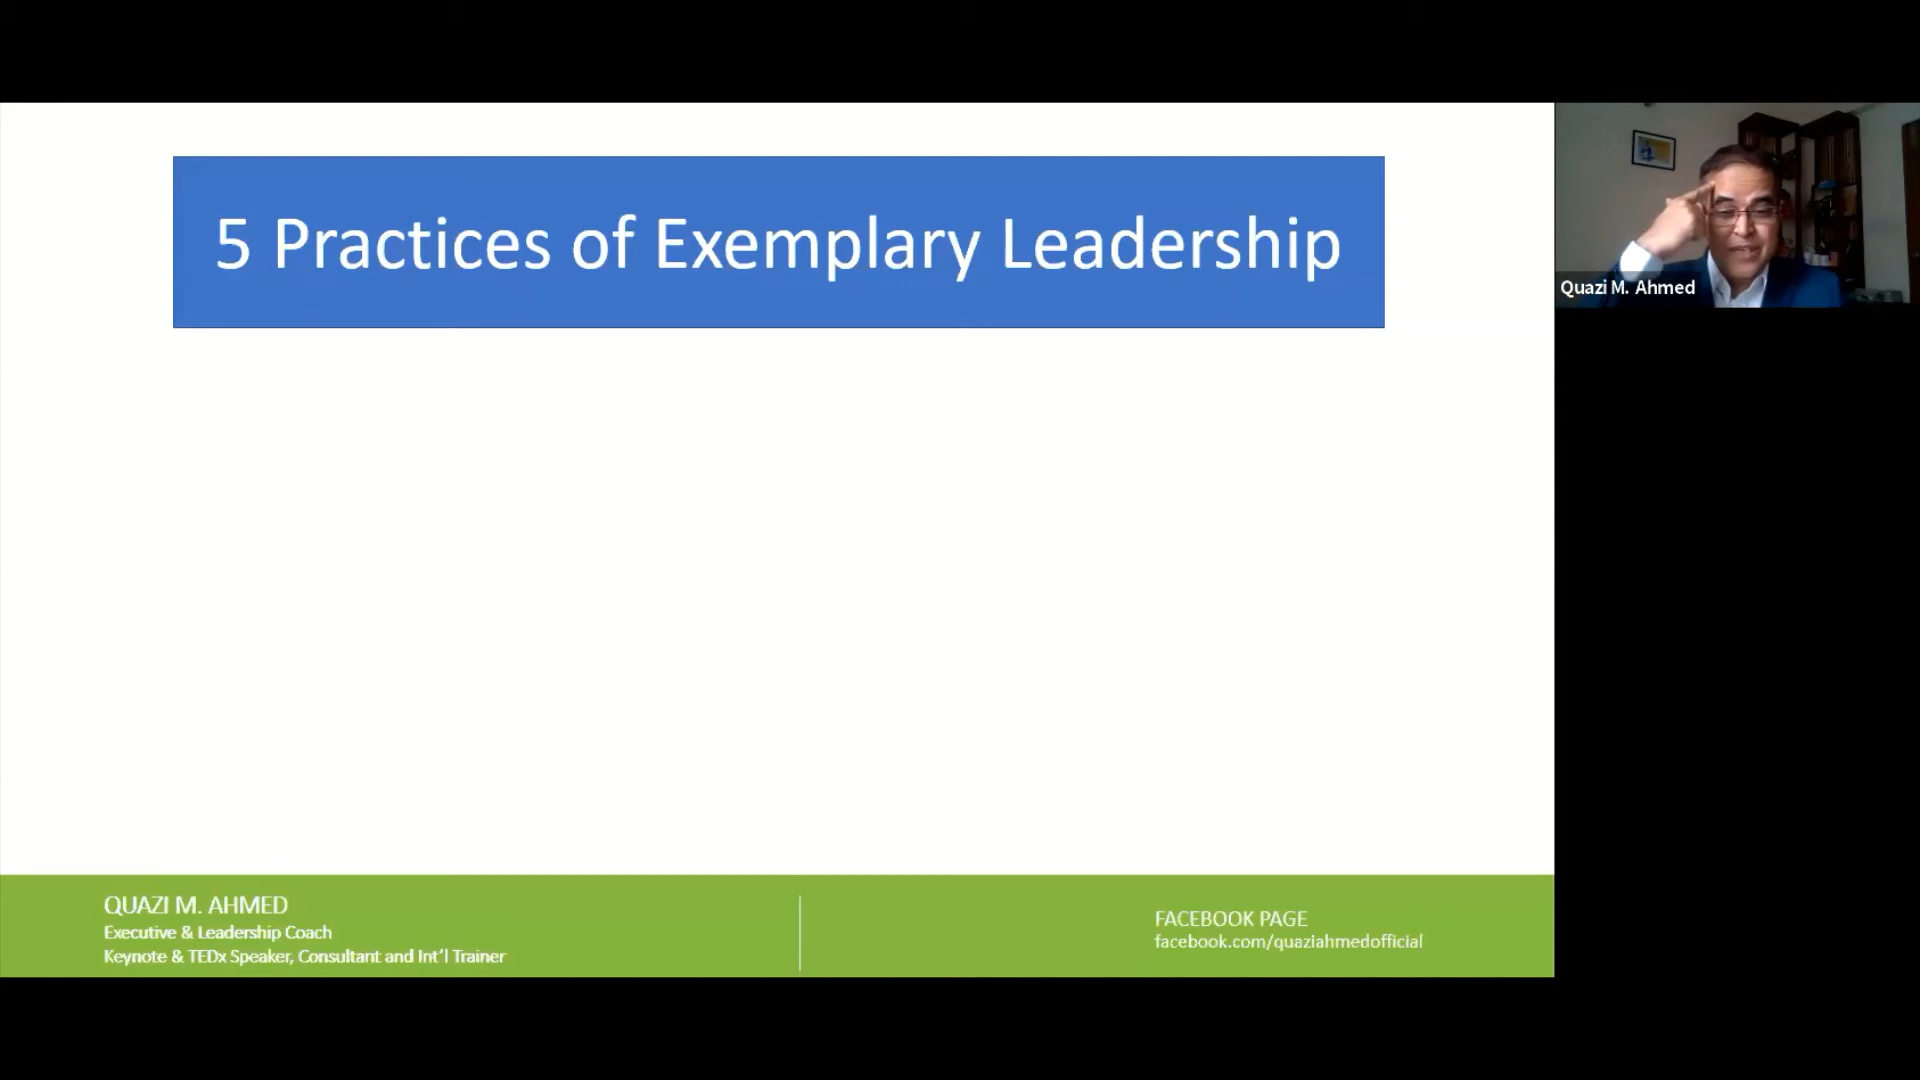 5 Practices of Exemplary Leadership
Quazi M. Ahmed
QUAZI M. AHMED
Executive & Leadership Coach
Keynote & TEDx Speaker, Consultant and Int'l Trainer
FACEBOOK PAGE
facebook.com/quaziahmedofficial